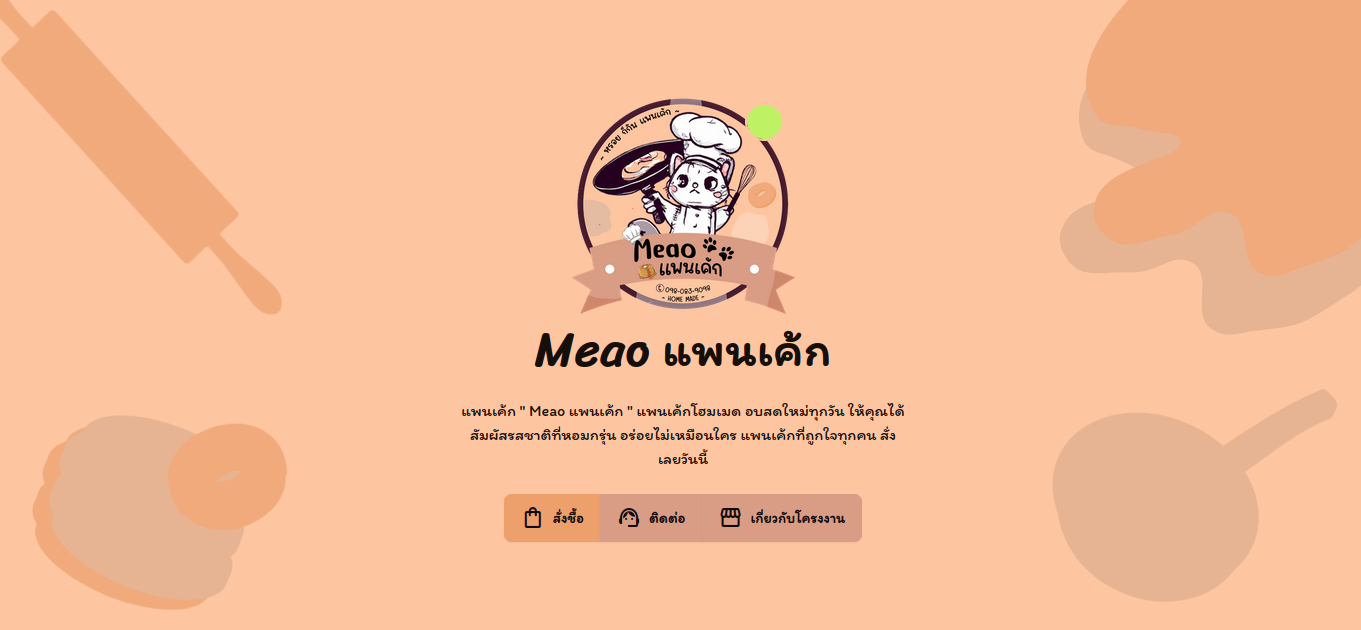 ~ หรอย กี่กัน แพนเค้ก ~
Meao
แพนเค้ก
098-083-9098
- HOME MADE -
Meao แพนเค้ก
แพนเค้ก " Meao แพนเค้ก " แพนเค้กโฮมเมด อบสดใหม่ทุกวัน ให้คุณได้
สัมผัสรสชาติที่หอมกรุ่น อร่อยไม่เหมือนใคร แพนเค้กที่ถูกใจทุกคน สั่ง
เลยวันนี้
สั่งซื้อ
ติดต่อ
เกี่ยวกับโครงงาน